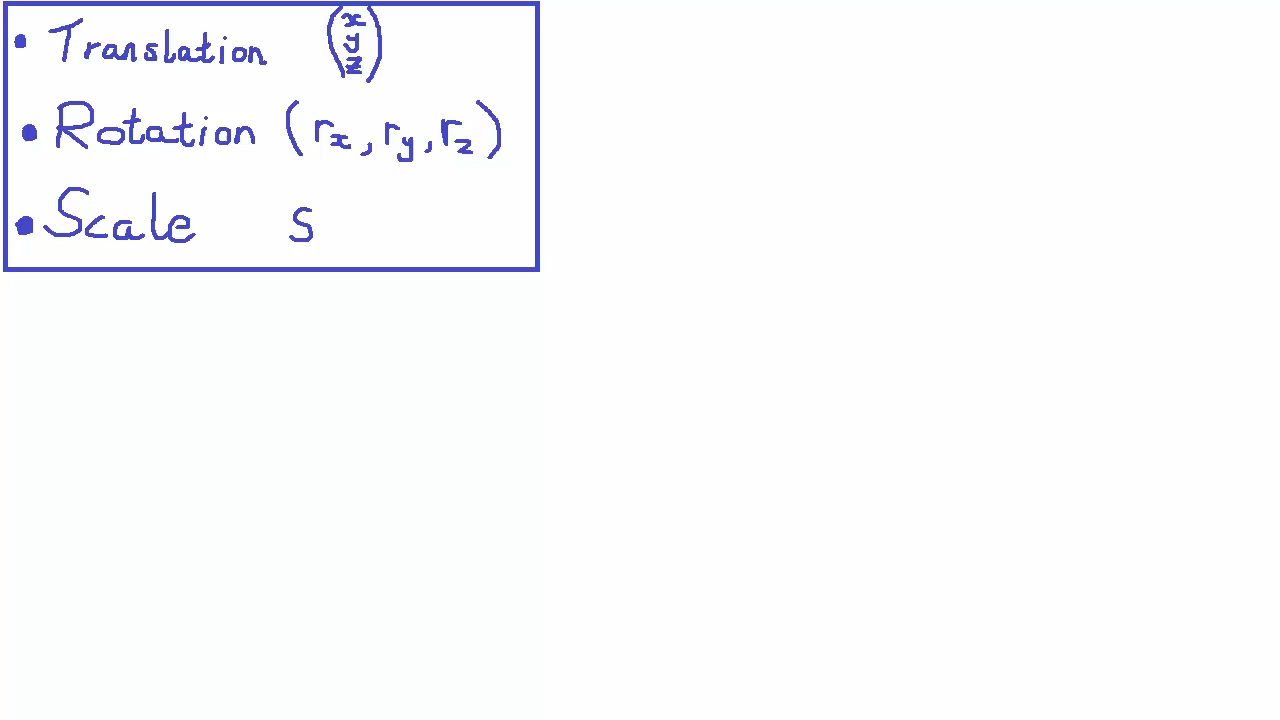 • Translation (x y z)
• Rotation (rx, ry, rz)
• Scale S